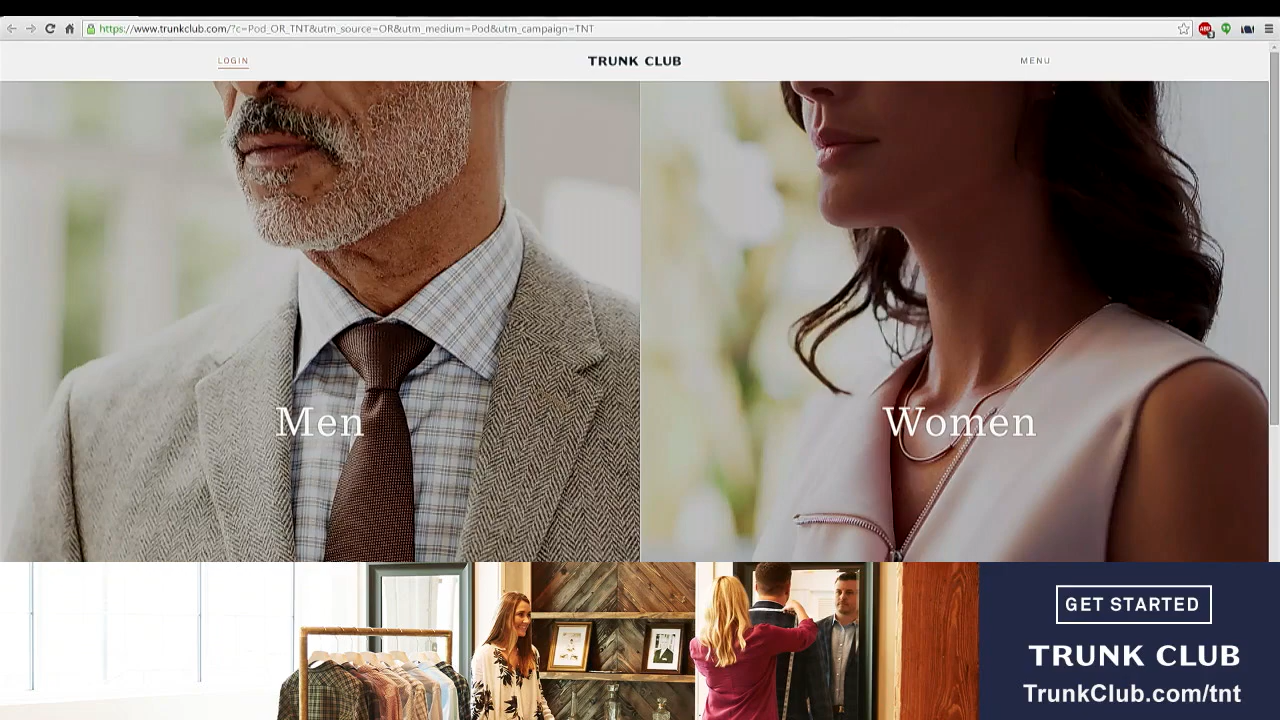 https://www.trunkclub.com/?c=Pod_OR_TNT&utm_source=OR&utm_medium=Pod&utm_campaign=TNT
ABP
LOGIN
TRUNK CLUB
MENU
Men
Women
GET STARTED
TRUNK CLUB
TrunkClub.com/tnt